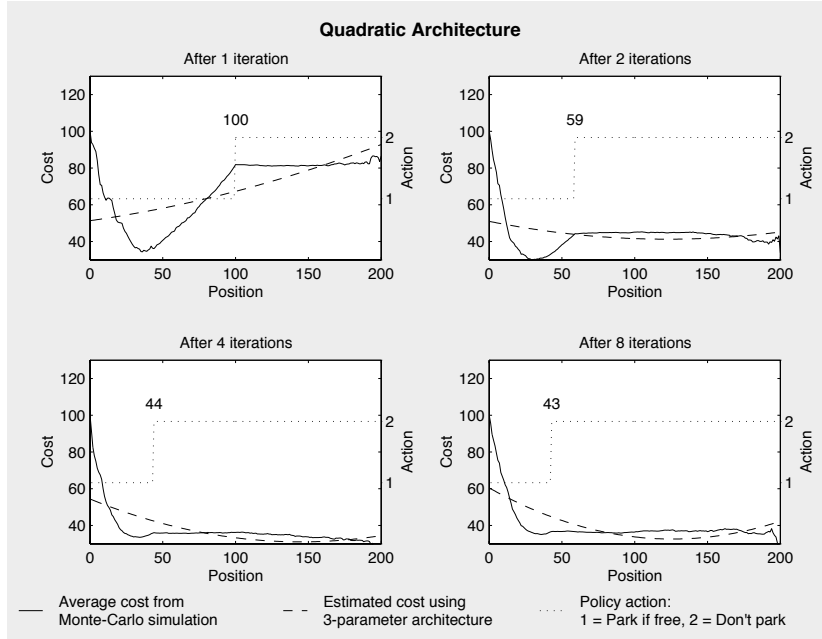 Quadratic Architecture
After 1 iteration
120
100
80
60
40
Cost
100
2
1
Action
0 50 100 150 200
Position
After 2 iterations
120
100
80
60
40
Cost
59
2
1
Action
0 50 100 150 200
Position
After 4 iterations
120
100
80
60
40
Cost
44
2
1
Action
0 50 100 150 200
Position
After 8 iterations
120
100
80
60
40
Cost
43
2
1
Action
0 50 100 150 200
Position
Average cost from
Monte-Carlo simulation
Estimated cost using
3-parameter architecture
Policy action:
1 = Park if free, 2 = Don't park